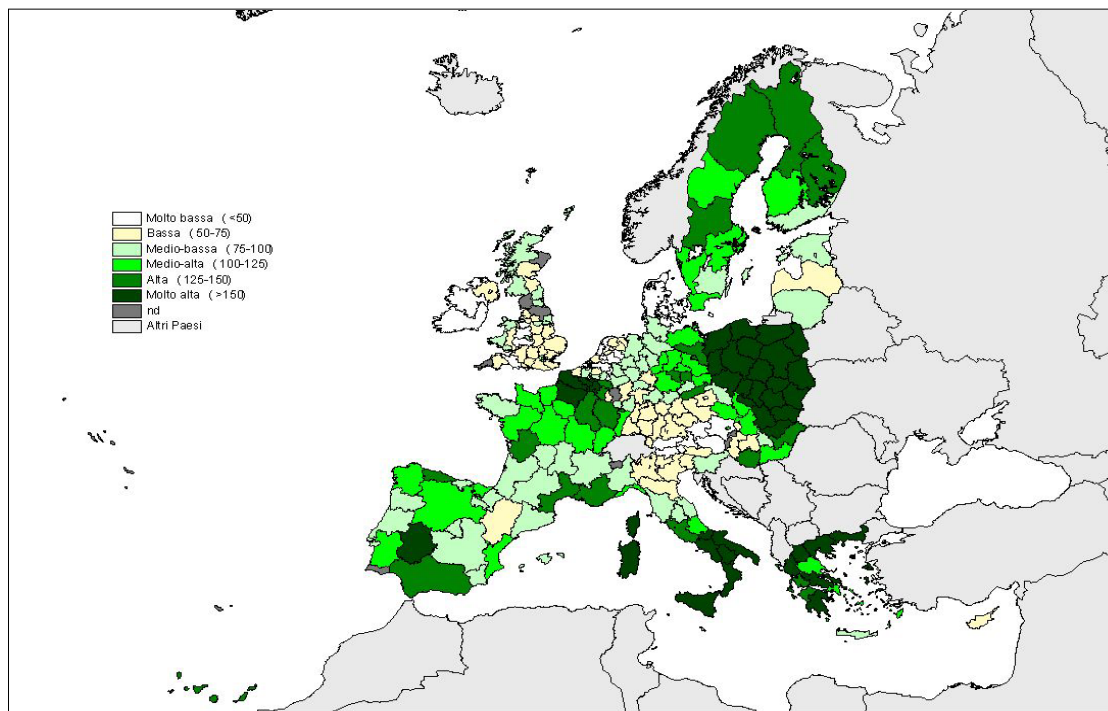 Molto bassa (<50)
Bassa (50-75)
Medio-bassa (75-100)
Medio-alta (100-125)
Alta (125-150)
Molto alta (>150)
nd
Altri Paesi